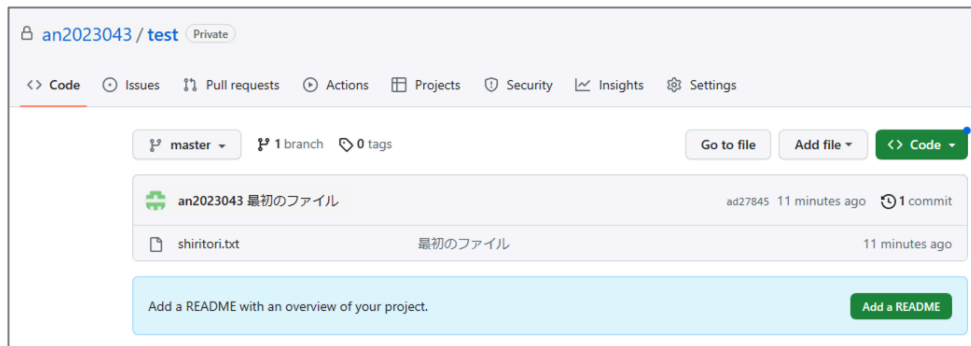 an2023043 / test Private
<> Code Issues Pull requests Actions Projects Security Insights Settings
master 1 branch 0 tags Go to file Add file <> Code
an2023043 最初のファイル ad27845 11 minutes ago 1 commit
shiritori.txt 最初のファイル 11 minutes ago
Add a README with an overview of your project. Add a README